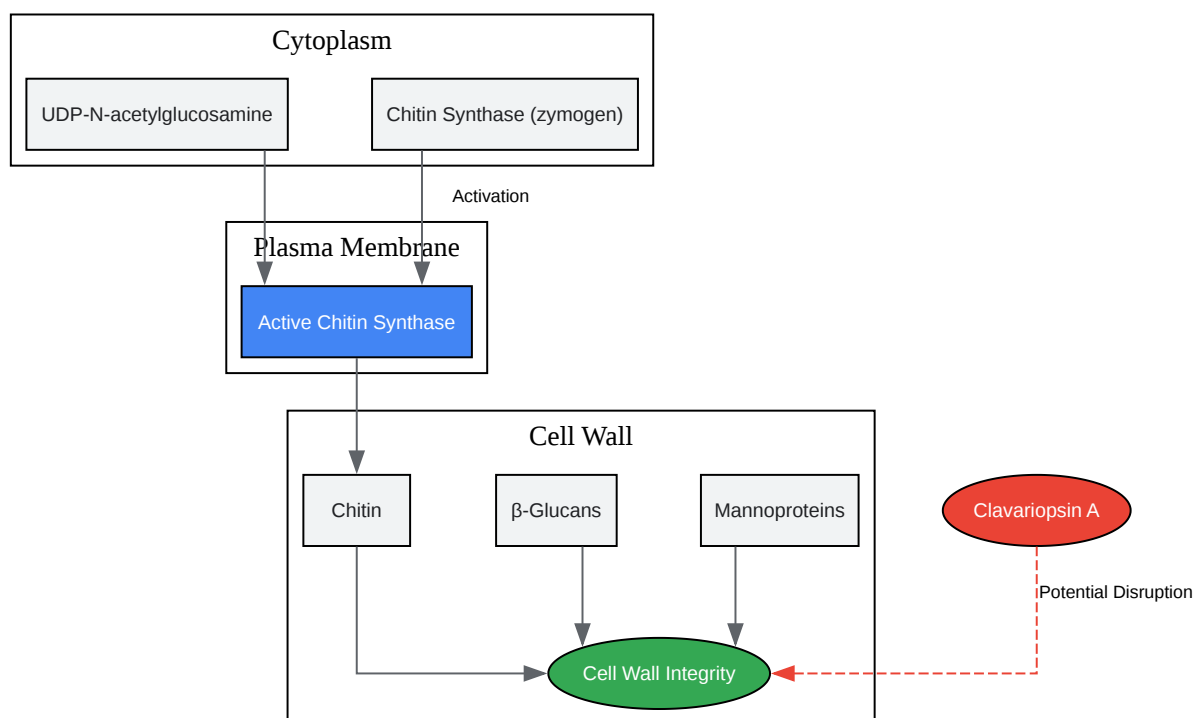 Cytoplasm
UDP-N-acetylglucosamine
Chitin Synthase (zymogen)
Activation
Plasma Membrane
Active Chitin Synthase
Cell Wall
Chitin
β-Glucans
Mannoproteins
Clavariopsin A
Potential Disruption
Cell Wall Integrity